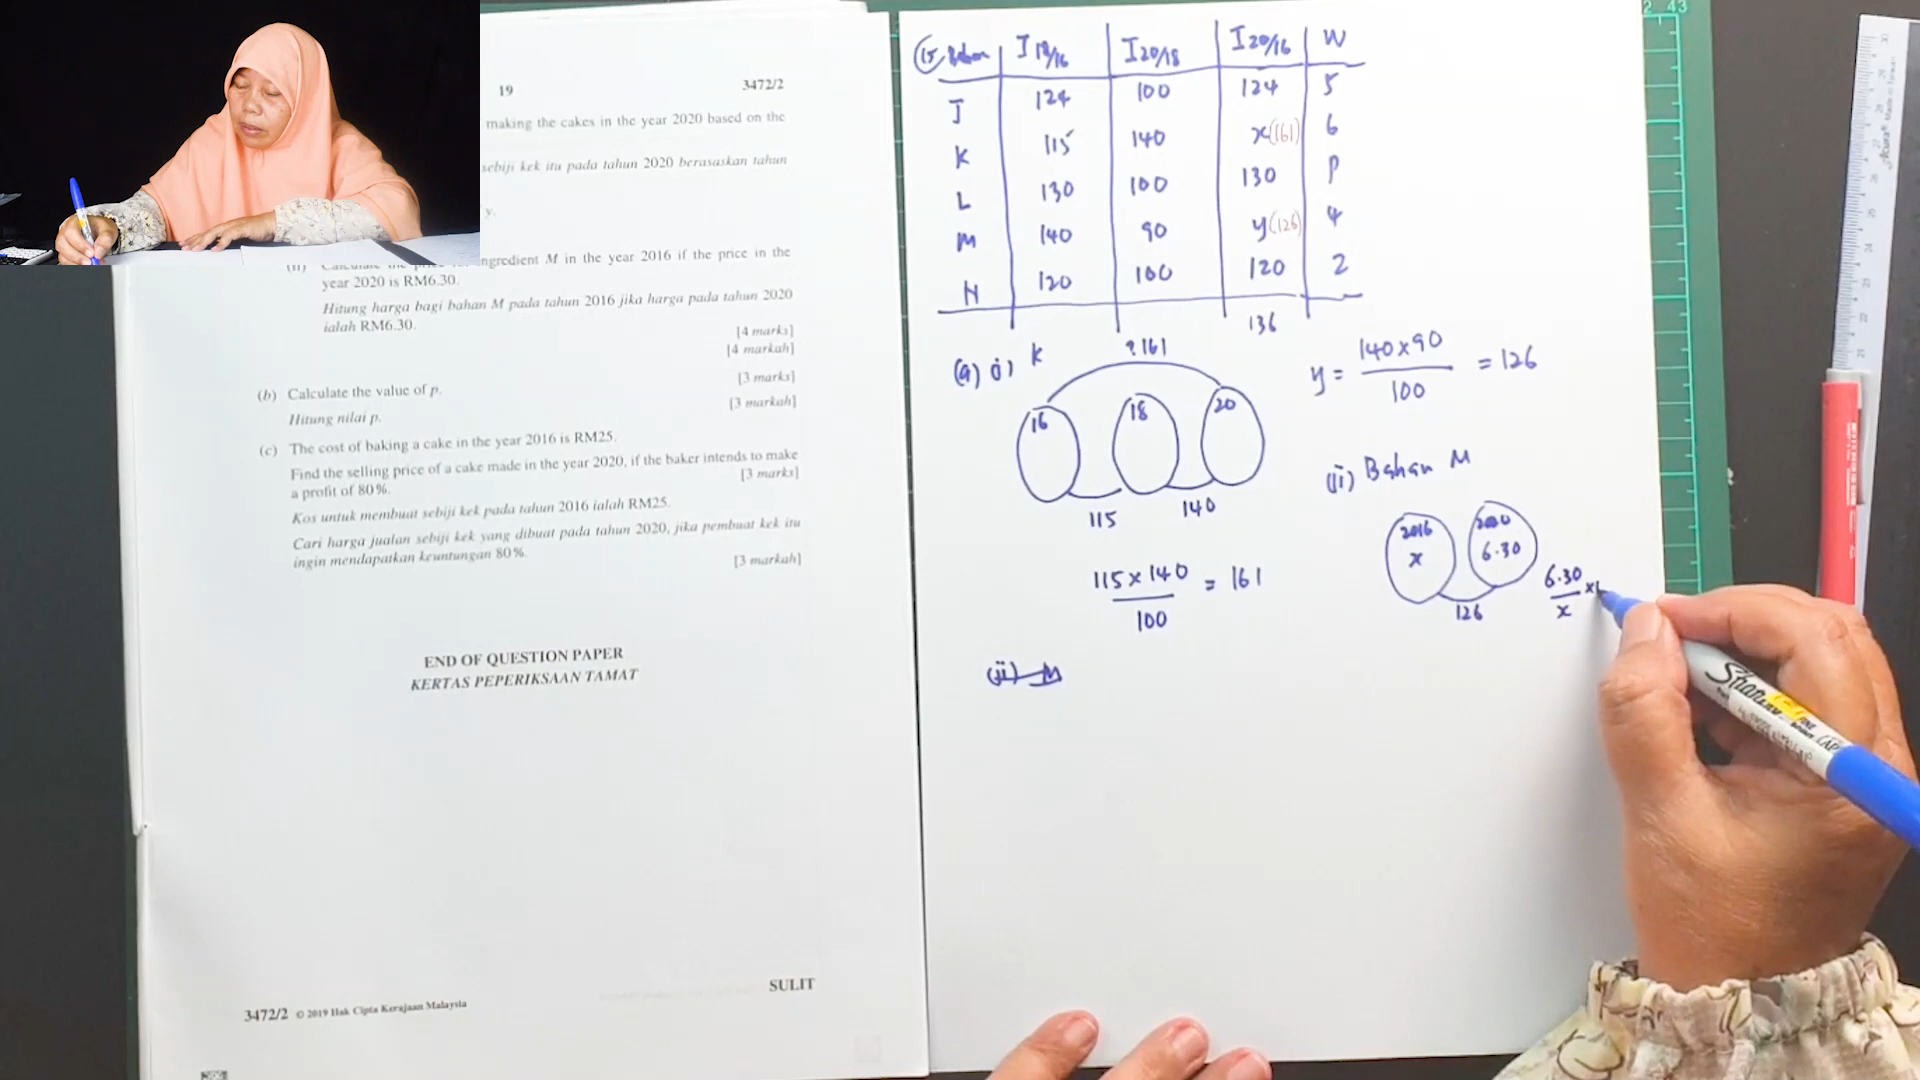 19
3472/2
making the cakes in the year 2020 based on the
sebiji kek itu pada tahun 2020 berasaskan tahun
y.
ngredient M in the year 2016 if the price in the
year 2020 is RM6.30.
Hitung harga bagi bahan M pada tahun 2016 jika harga pada tahun 2020
ialah RM6.30.
[4 marks]
[4 markah]
(b) Calculate the value of p.
[3 marks]
Hitung nilai p.
[3 markah]
(c) The cost of baking a cake in the year 2016 is RM25.
Find the selling price of a cake made in the year 2020, if the baker intends to make
a profit of 80%.
[3 marks]
Kos untuk membuat sebiji kek pada tahun 2016 ialah RM25.
Cari harga jualan sebiji kek yang dibuat pada tahun 2020, jika pembuat kek itu
ingin mendapatkan keuntungan 80%.
[3 markah]
END OF QUESTION PAPER
KERTAS PEPERIKSAAN TAMAT
3472/2 © 2019 Hak Cipta Kerajaan Malaysia
SULIT
15 Bahan I 18/16 I 20/18 I 20/16 W
J 124 100 124 5
K 115 140 x(161) 6
L 130 100 130 P
M 140 90 y(126) 4
N 120 100 120 2
136
(a) i) K
? 161
16 18 20
115 140
115 x 140 = 161
100
(ii) M
y = 140 x 90 = 126
100
(ii) Bahan M
2016 2020
x 6.30
126
6.30 x
x
Sharpie
43